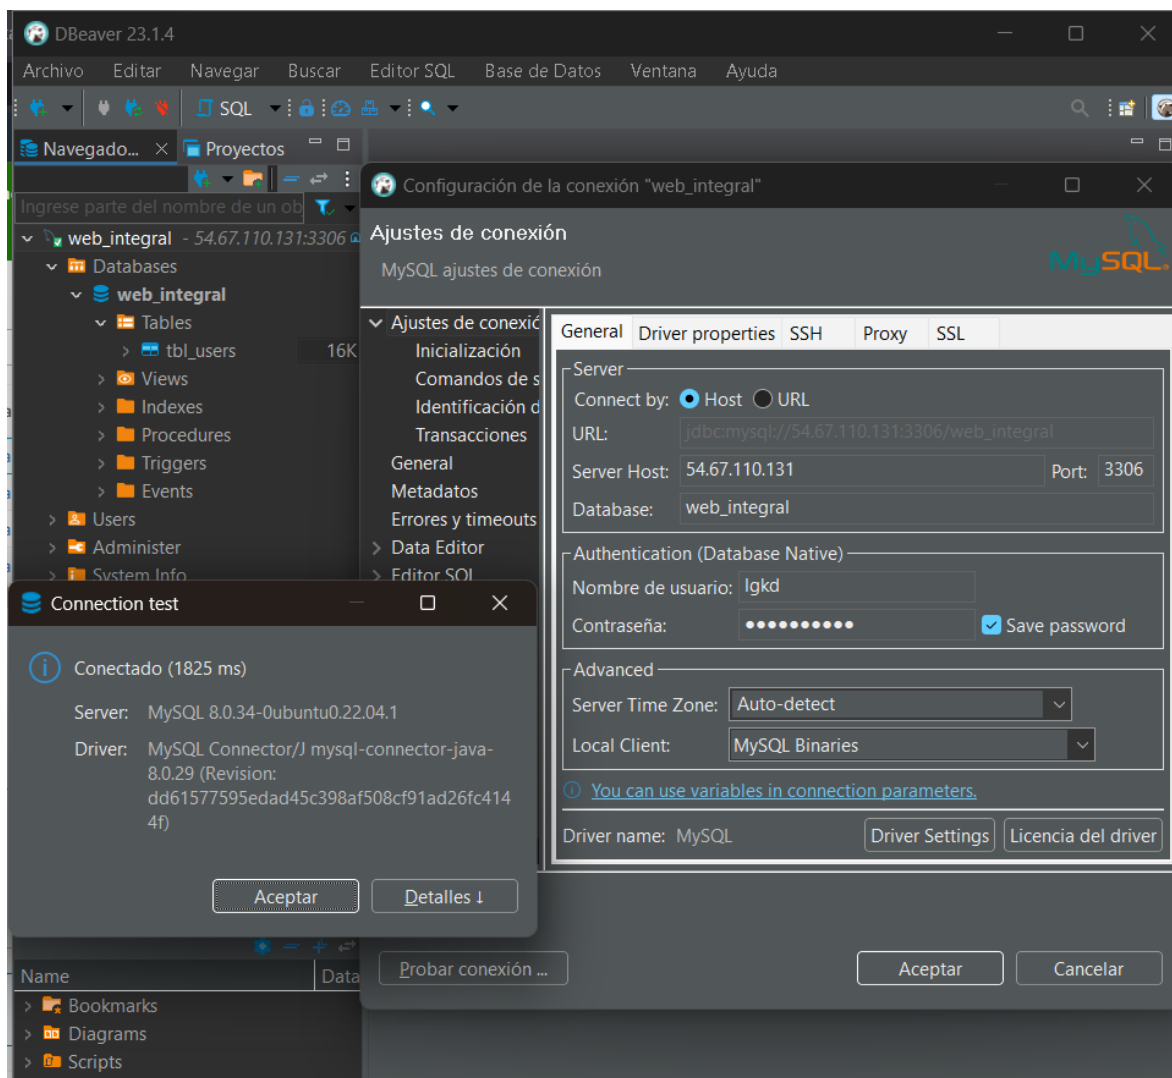 DBeaver 23.1.4
Archivo Editar Navegar Buscar Editor SQL Base de Datos Ventana Ayuda
SQL
Navegado... Proyectos
Ingrese parte del nombre de un ob
web_integral - 54.67.110.131:3306
Databases
web_integral
Tables
tbl_users 16K
Views
Indexes
Procedures
Triggers
Events
Users
Administer
System Info
Configuración de la conexión "web_integral"
Ajustes de conexión
MySQL ajustes de conexión
MySQL
Ajustes de conexió
Inicialización
Comandos de s
Identificación d
Transacciones
General
Metadatos
Errores y timeouts
Data Editor
Editor SQL
General Driver properties SSH Proxy SSL
Server
Connect by: Host URL
URL: jdbc:mysql://54.67.110.131:3306/web_integral
Server Host: 54.67.110.131 Port: 3306
Database: web_integral
Authentication (Database Native)
Nombre de usuario: lgkd
Contraseña: •••••••••• Save password
Advanced
Server Time Zone: Auto-detect
Local Client: MySQL Binaries
You can use variables in connection parameters.
Driver name: MySQL Driver Settings Licencia del driver
Probar conexión ... Aceptar Cancelar
Connection test
Conectado (1825 ms)
Server: MySQL 8.0.34-0ubuntu0.22.04.1
Driver: MySQL Connector/J mysql-connector-java-
8.0.29 (Revision:
dd61577595edad45c398af508cf91ad26fc414
4f)
Aceptar Detalles ↓
Name Data
Bookmarks
Diagrams
Scripts